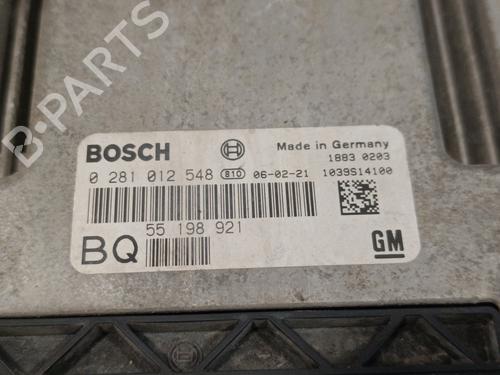 B-PARTS
BOSCH
Made in Germany
1883 0203
0 281 012 548 810 06-02-21 1039S14100
55 198 921
BQ
GM